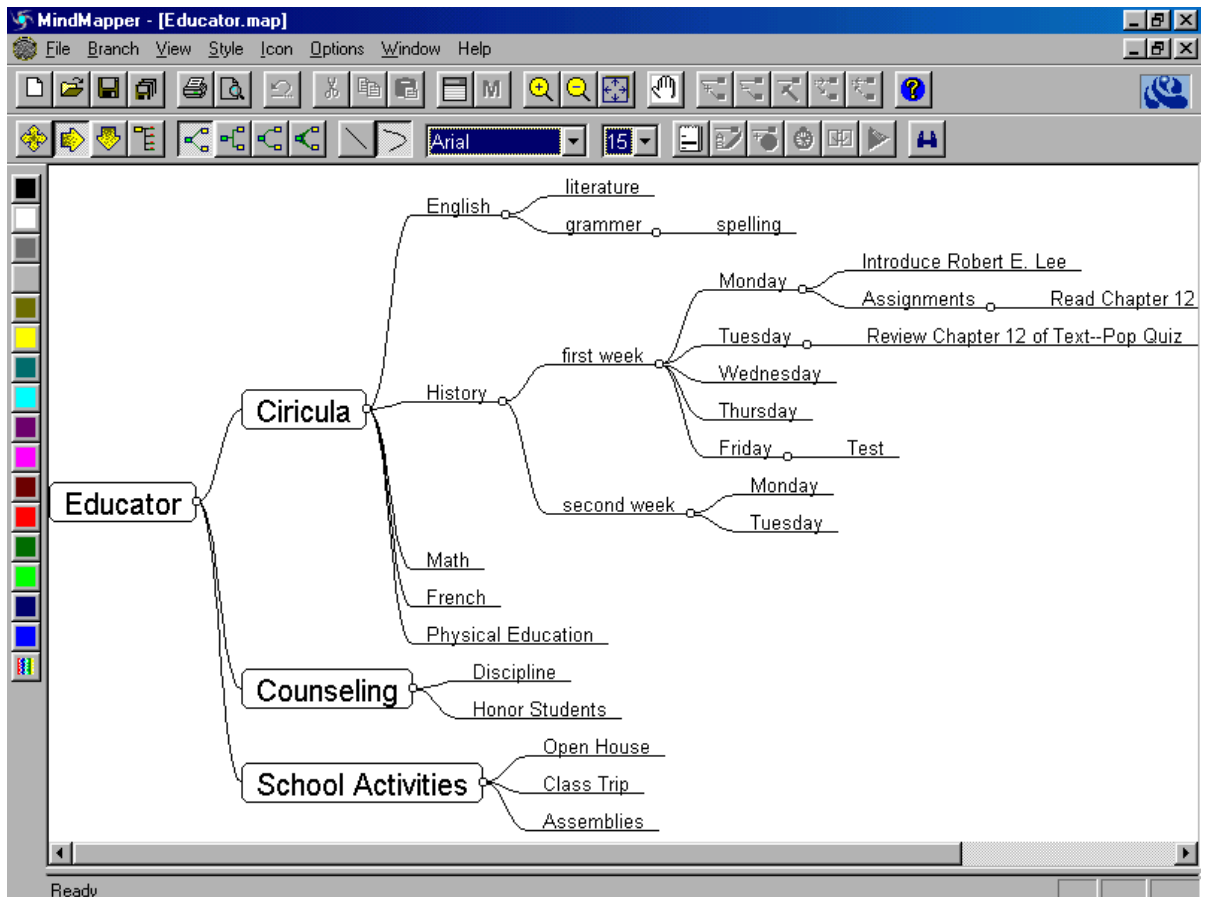 MindMapper - [Educator.map]
File Branch View Style Icon Options Window Help
M
Arial 15
literature
English
grammer spelling
Introduce Robert E. Lee
Monday
Assignments Read Chapter 12
Tuesday Review Chapter 12 of Text--Pop Quiz
first week
Wednesday
History
Ciricula
Thursday
Friday Test
Monday
Educator
second week
Tuesday
Math
French
Physical Education
Discipline
Counseling
Honor Students
Open House
School Activities
Class Trip
Assemblies
Ready